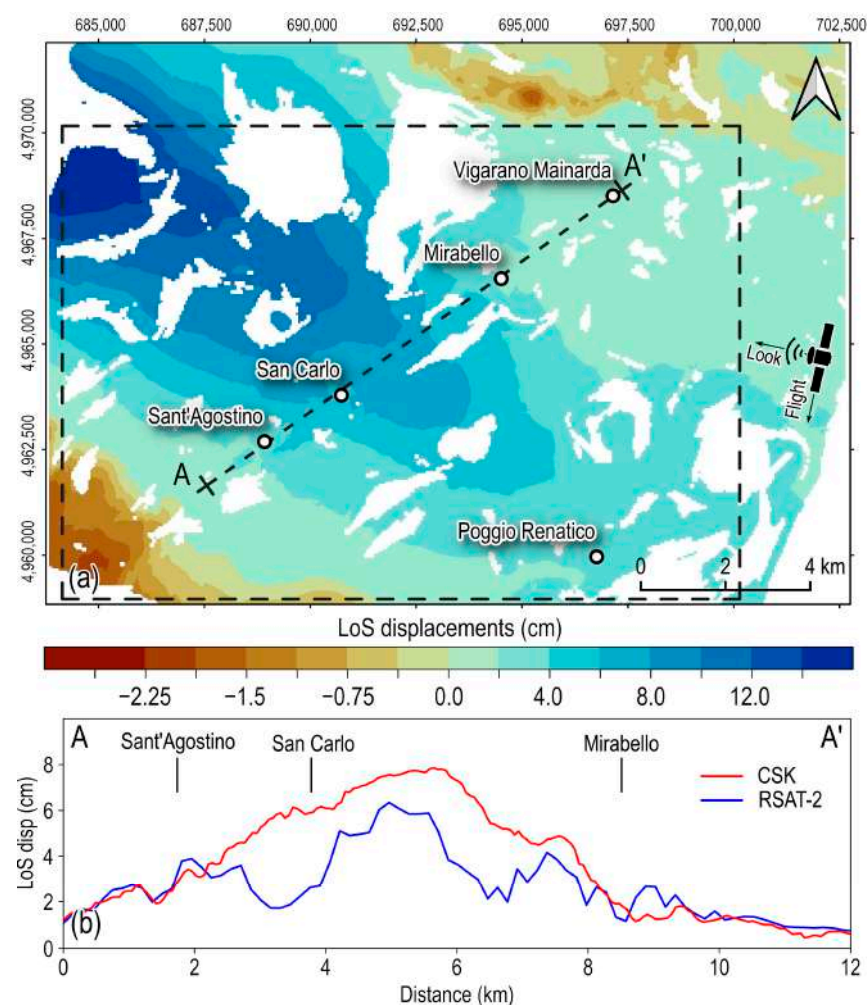 685,000 687,500 690,000 692,500 695,000 697,500 700,000 702,500
4,970,000
4,967,500
4,965,000
4,962,500
4,960,000
Vigarano Mainarda
A'
Mirabello
San Carlo
Sant'Agostino
A
Look
Flight
Poggio Renatico
0 2 4 km
(a)
LoS displacements (cm)
−2.25 −1.5 −0.75 0.0 4.0 8.0 12.0
A A'
Sant'Agostino San Carlo Mirabello
CSK
RSAT-2
LoS disp (cm)
8
6
4
2
0
(b)
0 2 4 6 8 10 12
Distance (km)